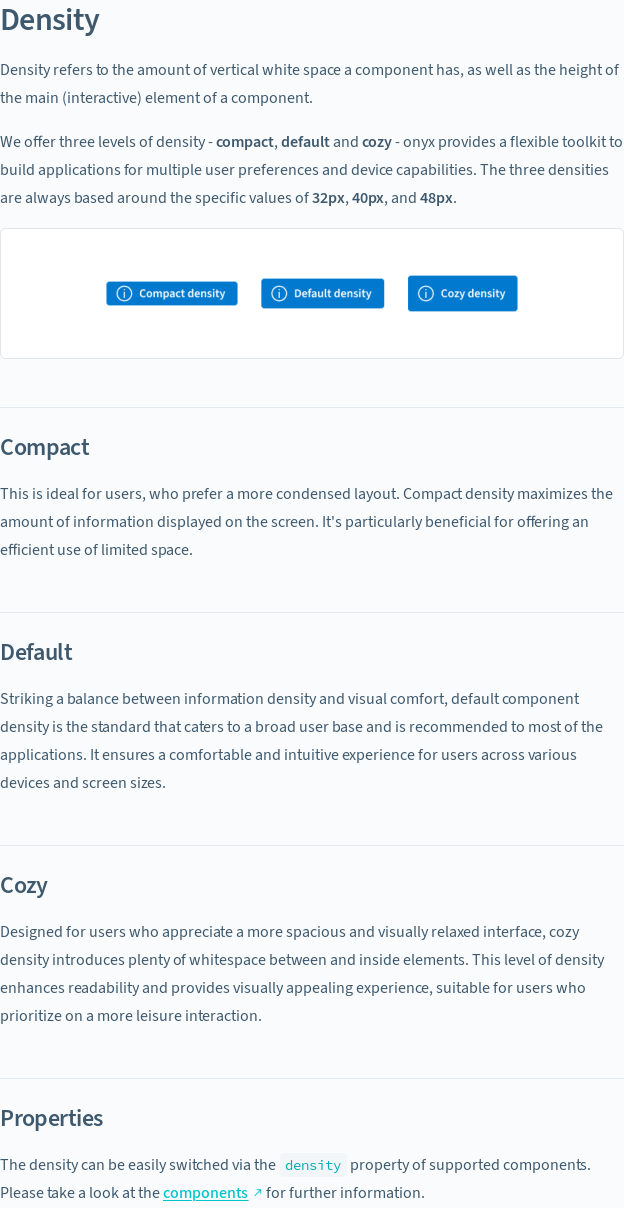 Density
Density refers to the amount of vertical white space a component has, as well as the height of
the main (interactive) element of a component.
We offer three levels of density - compact, default and cozy - onyx provides a flexible toolkit to
build applications for multiple user preferences and device capabilities. The three densities
are always based around the specific values of 32px, 40px, and 48px.
Compact density
Default density
Cozy density
Compact
This is ideal for users, who prefer a more condensed layout. Compact density maximizes the
amount of information displayed on the screen. It's particularly beneficial for offering an
efficient use of limited space.
Default
Striking a balance between information density and visual comfort, default component
density is the standard that caters to a broad user base and is recommended to most of the
applications. It ensures a comfortable and intuitive experience for users across various
devices and screen sizes.
Cozy
Designed for users who appreciate a more spacious and visually relaxed interface, cozy
density introduces plenty of whitespace between and inside elements. This level of density
enhances readability and provides visually appealing experience, suitable for users who
prioritize on a more leisure interaction.
Properties
The density can be easily switched via the density property of supported components.
Please take a look at the components ↗ for further information.